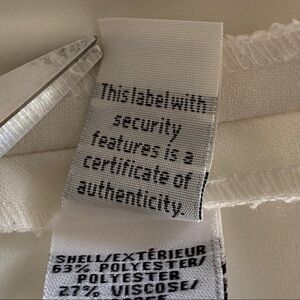 This label with
security
features is a
certificate of
authenticity.
SHELL/EXTÉRIEUR
63% POLYESTER/
POLYESTER
27% VISCOSE/